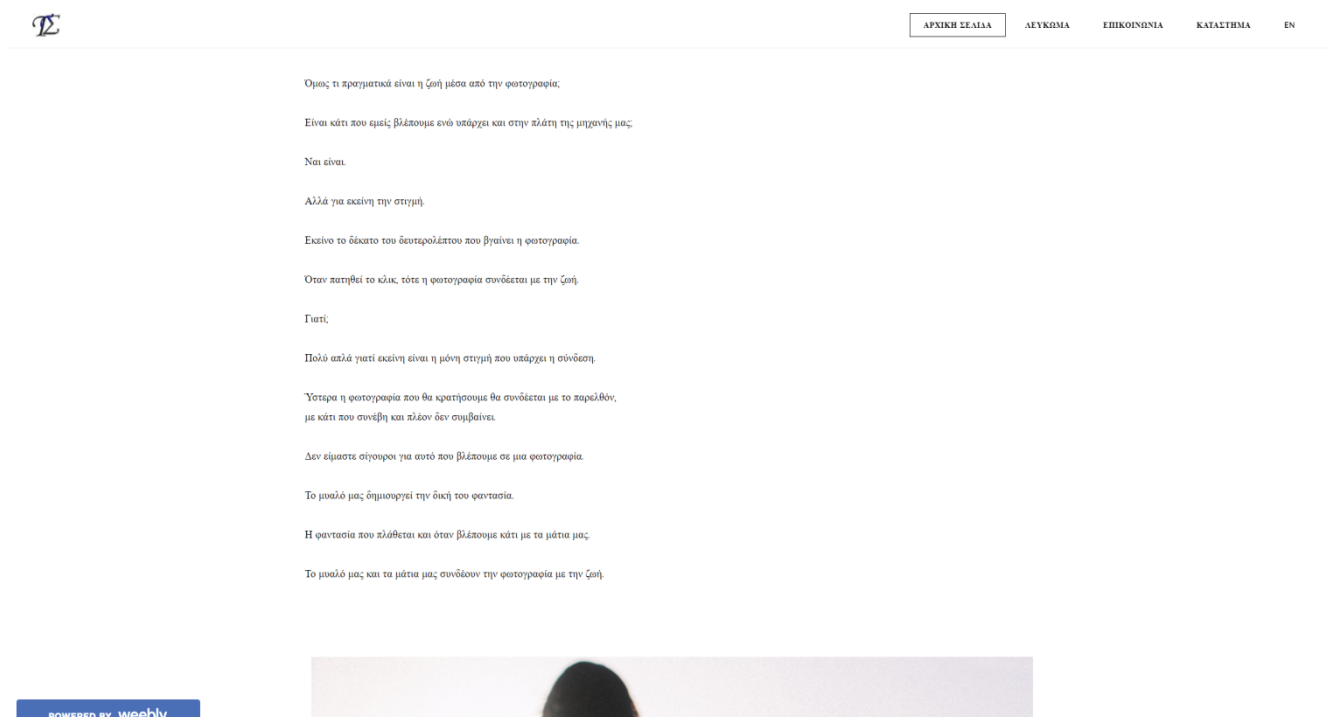 ΑΡΧΙΚΗ ΣΕΛΙΔΑ ΛΕΥΚΩΜΑ ΕΠΙΚΟΙΝΩΝΙΑ ΚΑΤΑΣΤΗΜΑ EN
Όμως τι πραγματικά είναι η ζωή μέσα από την φωτογραφία;
Είναι κάτι που εμείς βλέπουμε ενώ υπάρχει και στην πλάτη της μηχανής μας;
Ναι είναι.
Αλλά για εκείνη την στιγμή.
Εκείνο το δέκατο του δευτερολέπτου που βγαίνει η φωτογραφία.
Όταν πατηθεί το κλικ, τότε η φωτογραφία συνδέεται με την ζωή.
Γιατί;
Πολύ απλά γιατί εκείνη είναι η μόνη στιγμή που υπάρχει η σύνδεση.
Ύστερα η φωτογραφία που θα κρατήσουμε θα συνδέεται με το παρελθόν,
με κάτι που συνέβη και πλέον δεν συμβαίνει.
Δεν είμαστε σίγουροι για αυτό που βλέπουμε σε μια φωτογραφία.
Το μυαλό μας δημιουργεί την δική του φαντασία.
Η φαντασία που πλάθεται και όταν βλέπουμε κάτι με τα μάτια μας.
Το μυαλό μας και τα μάτια μας συνδέουν την φωτογραφία με την ζωή.
POWERED BY weebly